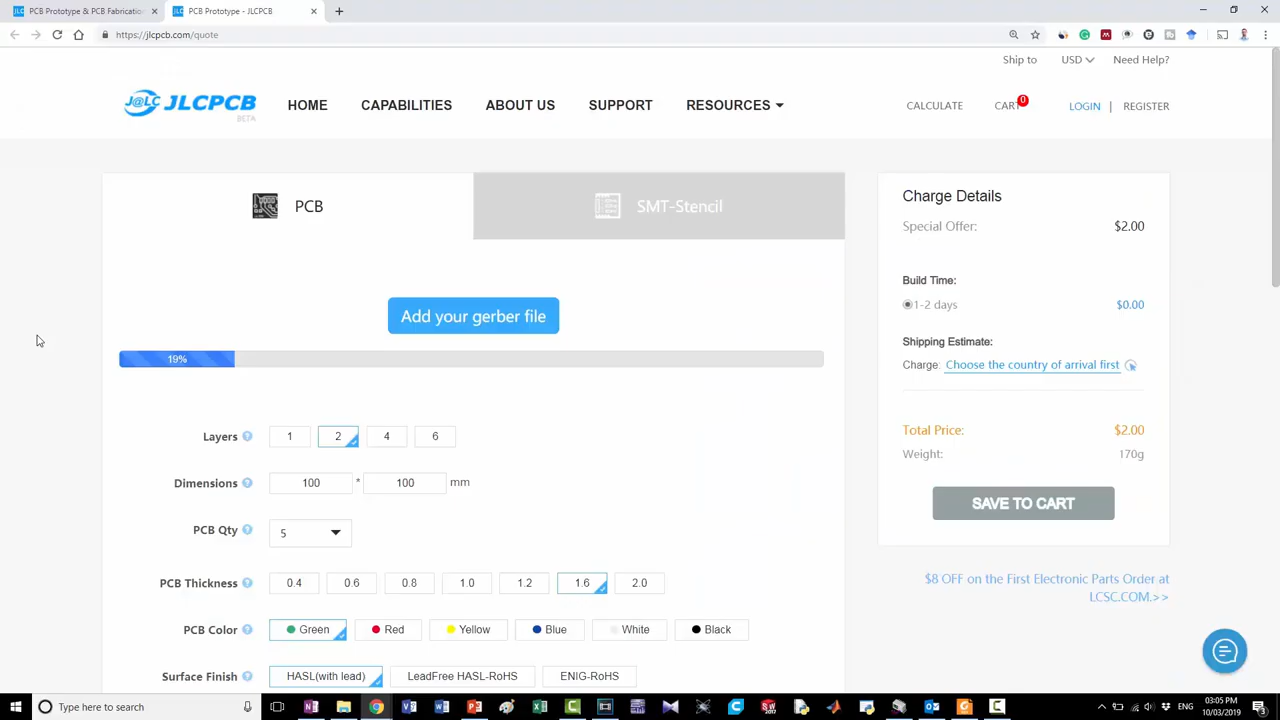 PCB Prototype & PCB Fabrication
PCB Prototype - JLCPCB
https://jlcpcb.com/quote
Ship to
USD
Need Help?
J@LC JLCPCB
BETA
HOME
CAPABILITIES
ABOUT US
SUPPORT
RESOURCES
CALCULATE
CART 0
LOGIN | REGISTER
PCB
SMT-Stencil
Add your gerber file
19%
Layers ? 1 2 4 6
Dimensions ? 100 * 100 mm
PCB Qty ? 5
PCB Thickness ? 0.4 0.6 0.8 1.0 1.2 1.6 2.0
PCB Color ? Green Red Yellow Blue White Black
Surface Finish ? HASL(with lead) LeadFree HASL-RoHS ENIG-RoHS
Charge Details
Special Offer: $2.00
Build Time:
1-2 days $0.00
Shipping Estimate:
Charge: Choose the country of arrival first
Total Price: $2.00
Weight: 170g
SAVE TO CART
$8 OFF on the First Electronic Parts Order at
LCSC.COM.>>
Type here to search
ENG
03:05 PM
10/03/2019